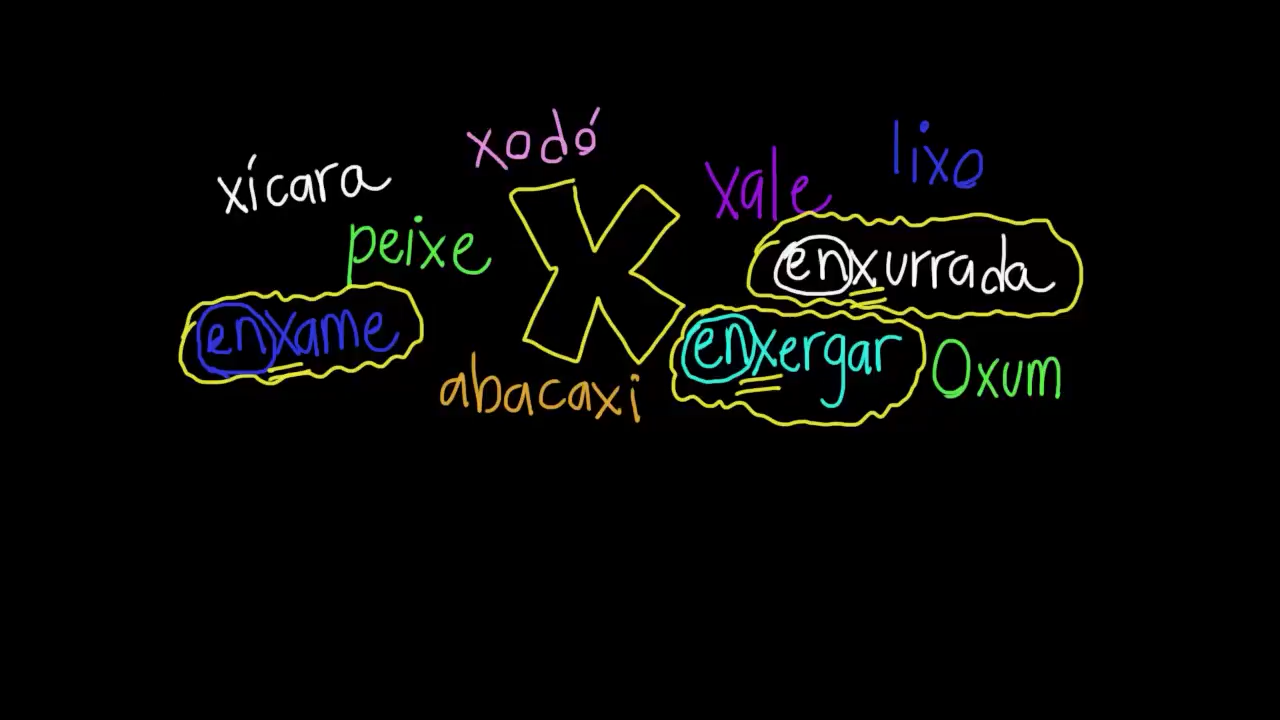 xodó
lixo
xícara
xale
peixe
X
enxurrada
enxame
enxergar
Oxum
abacaxi